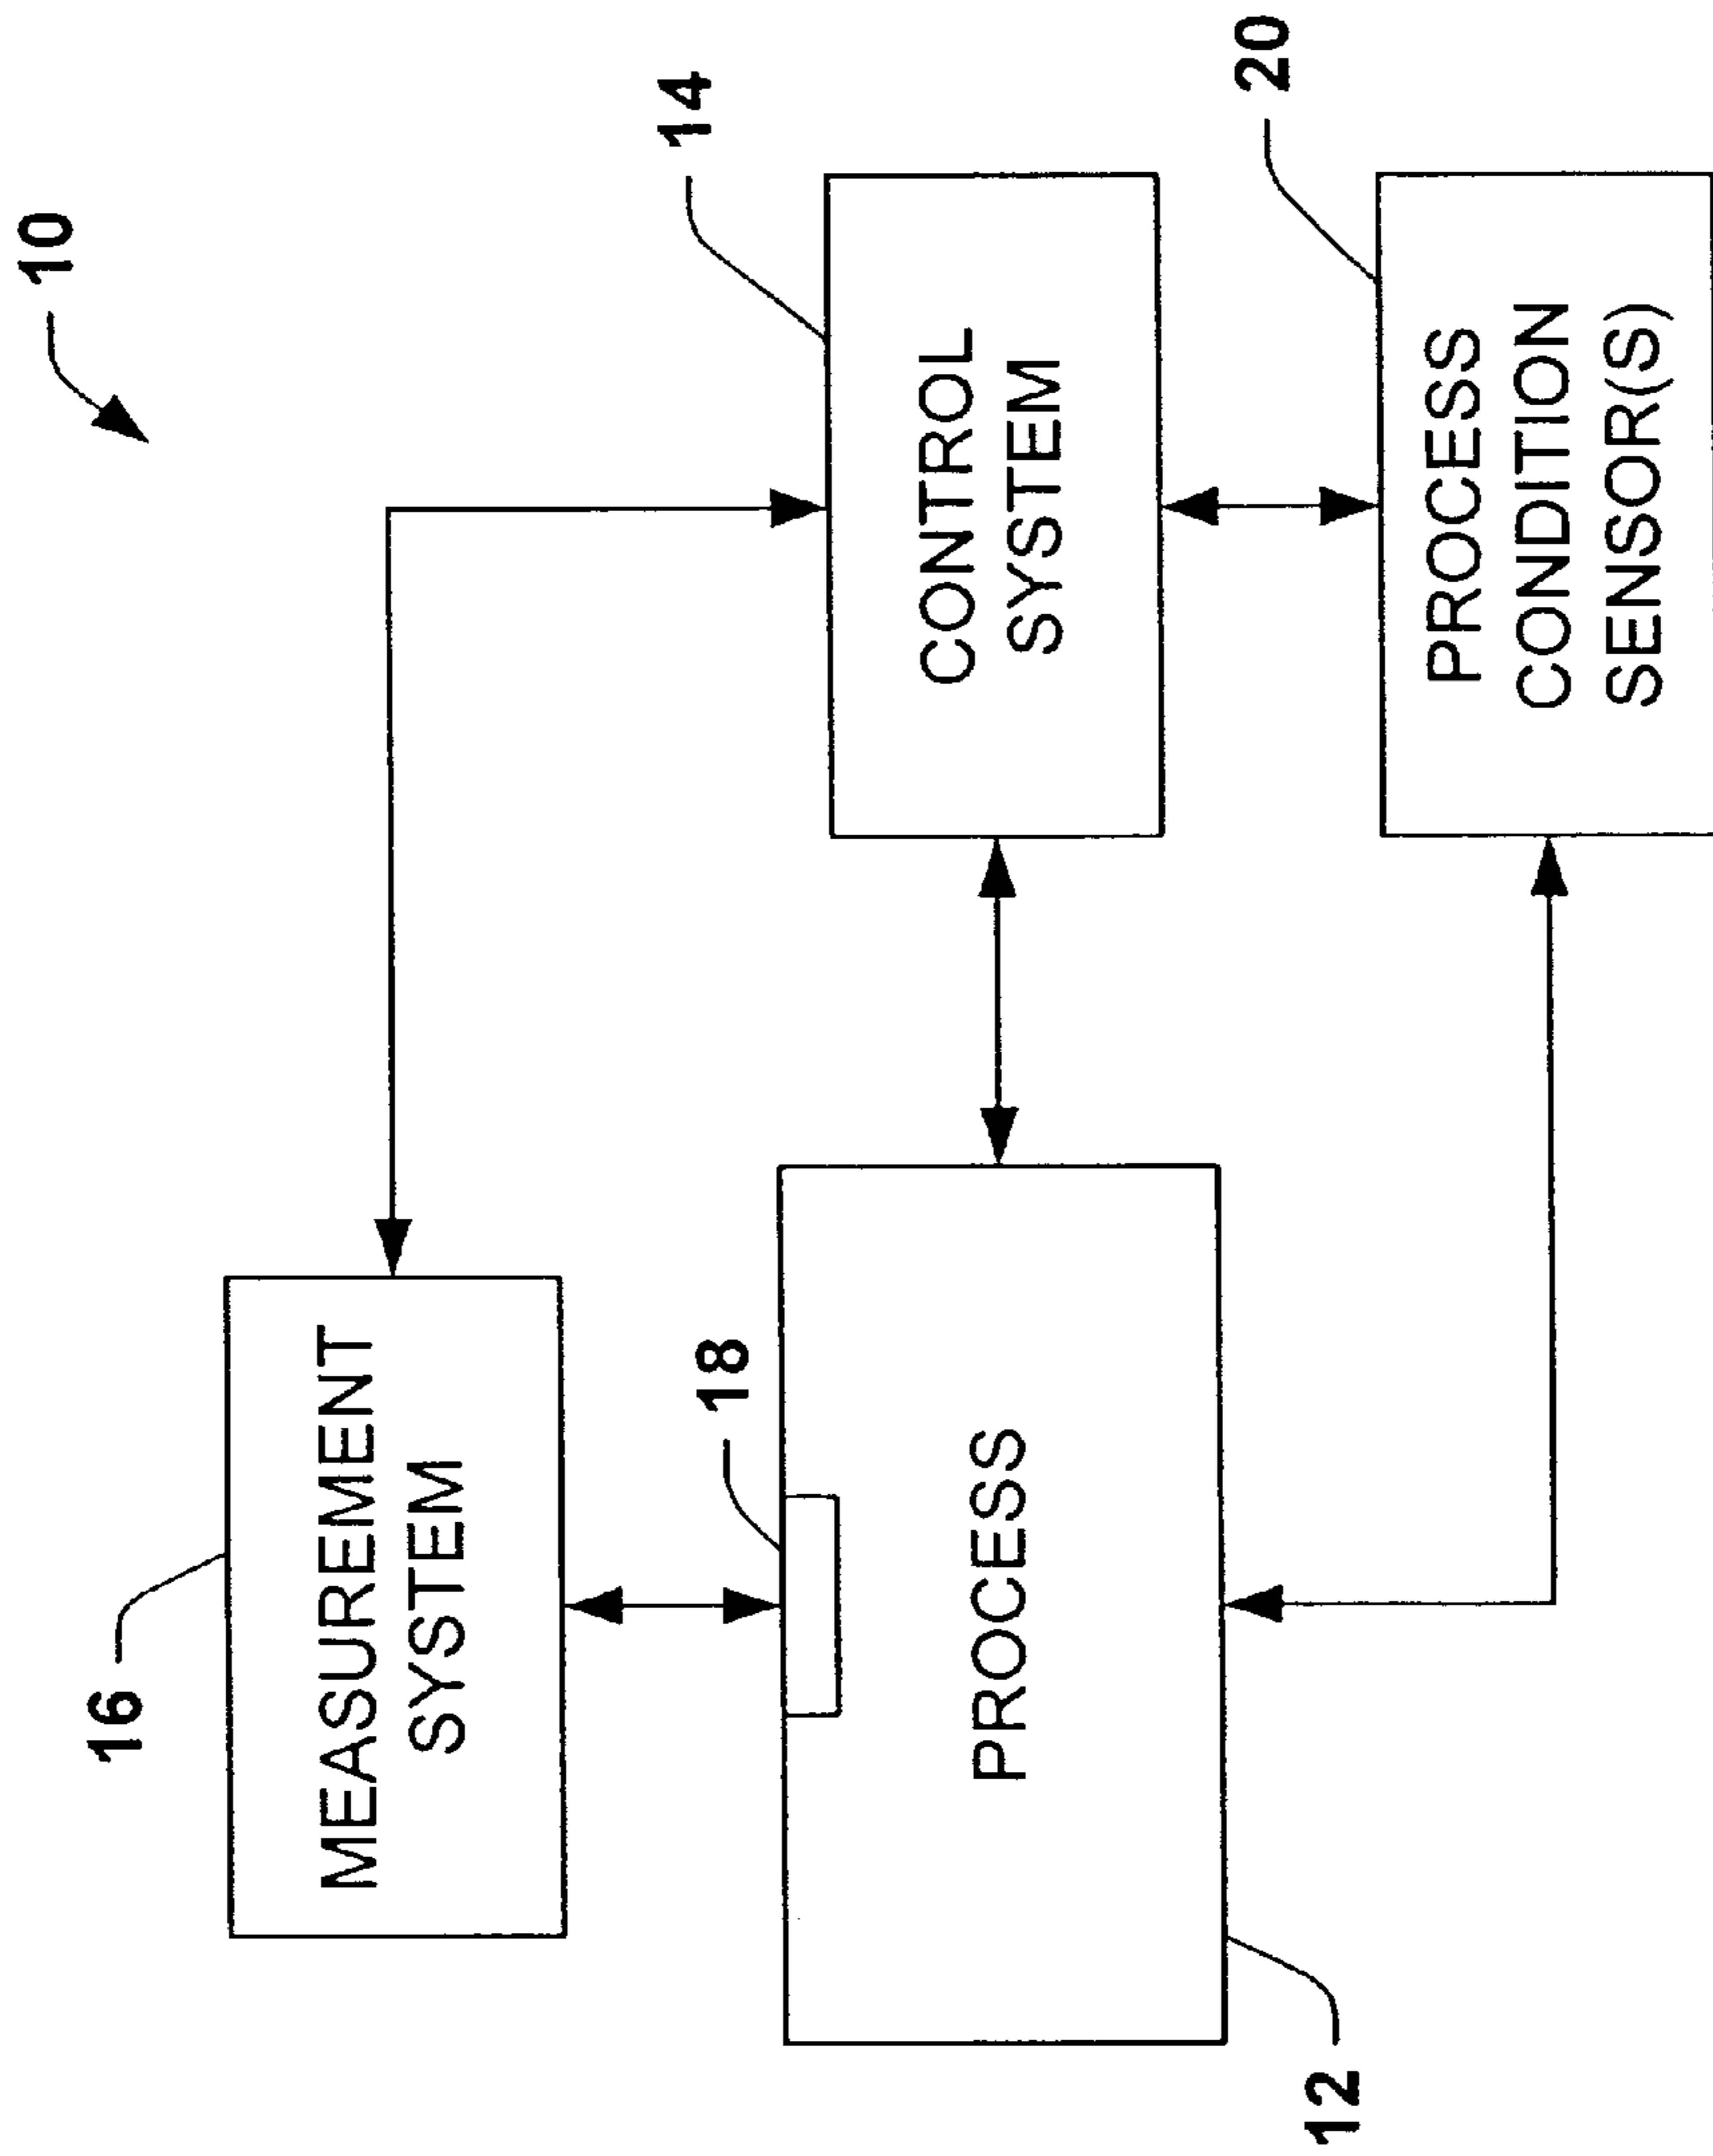 10
16
MEASUREMENT
SYSTEM
14
18
CONTROL
SYSTEM
PROCESS
12
20
PROCESS
CONDITION
SENSOR(S)